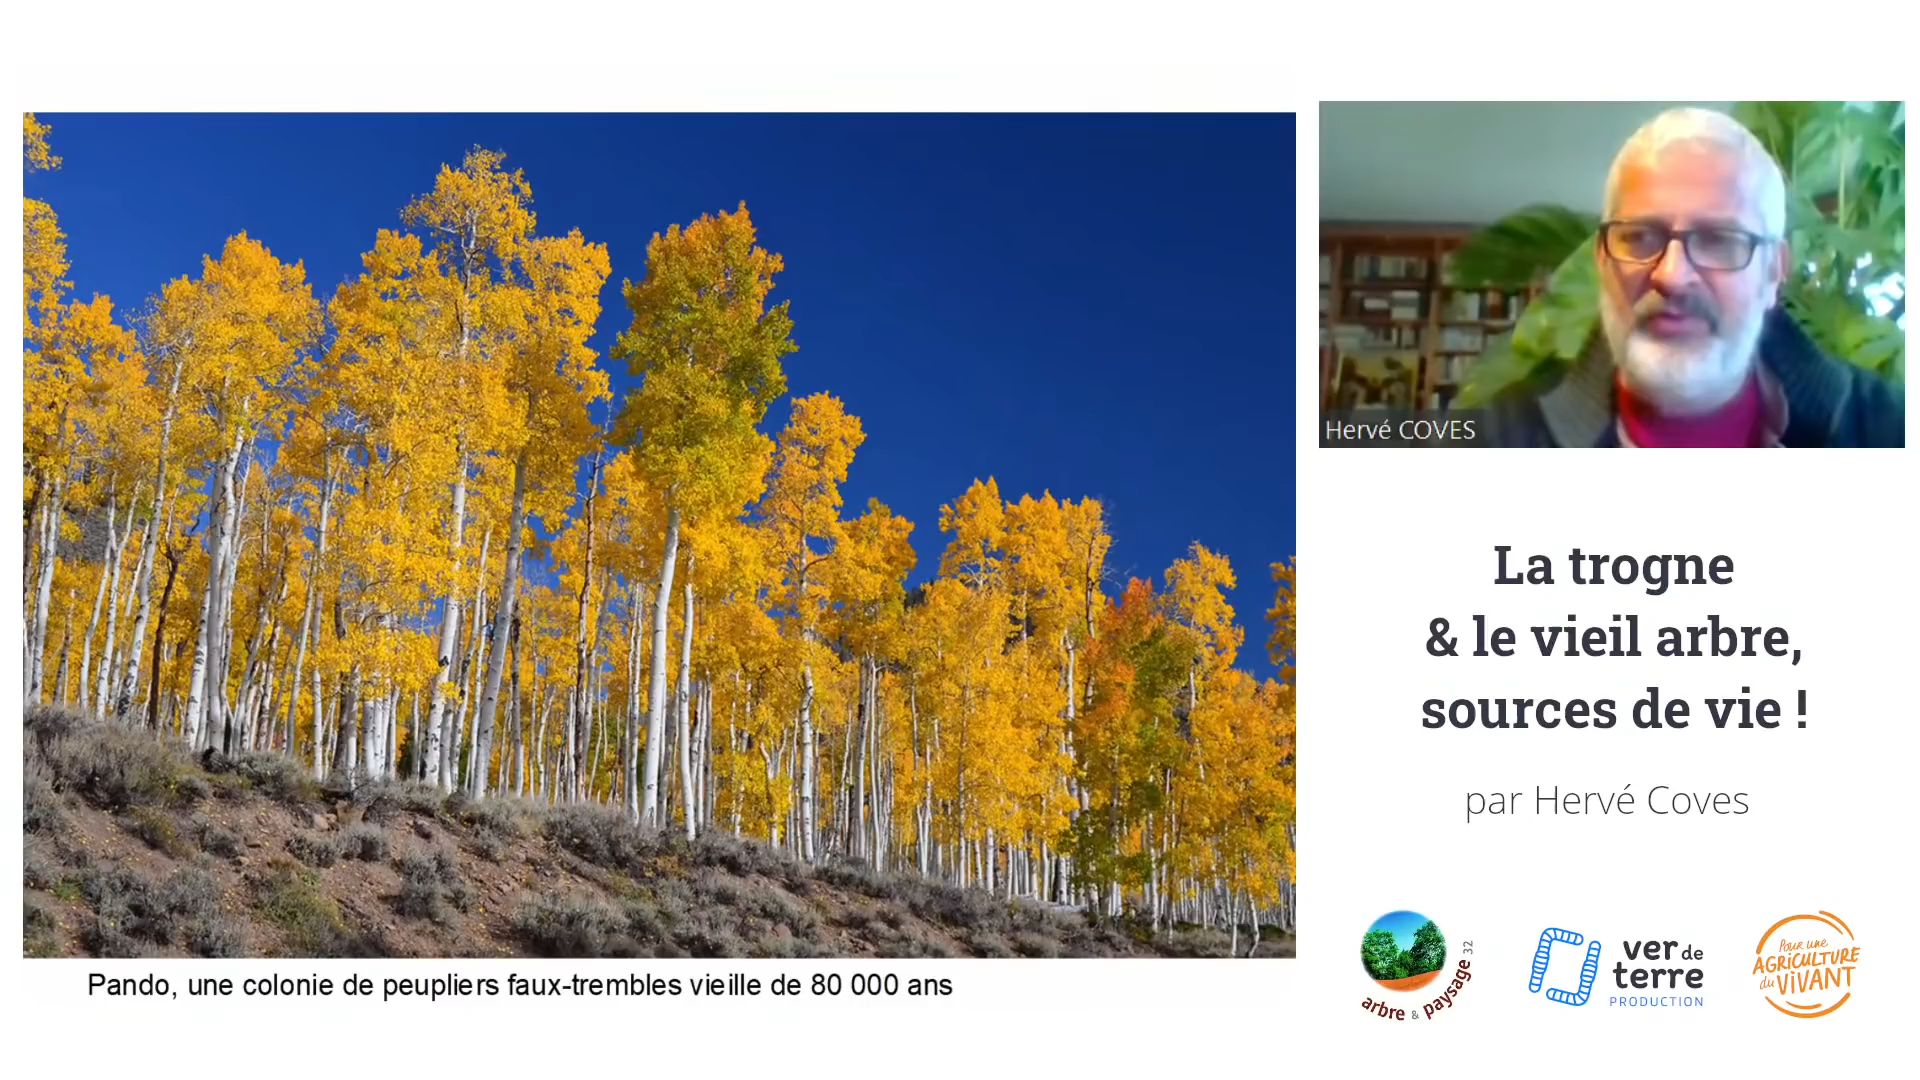 Hervé COVES
La trogne
& le vieil arbre,
sources de vie !
par Hervé Coves
Pando, une colonie de peupliers faux-trembles vieille de 80 000 ans
arbre & paysage 32
ver de
terre
PRODUCTION
Pour une
AGRICULTURE
du VIVANT